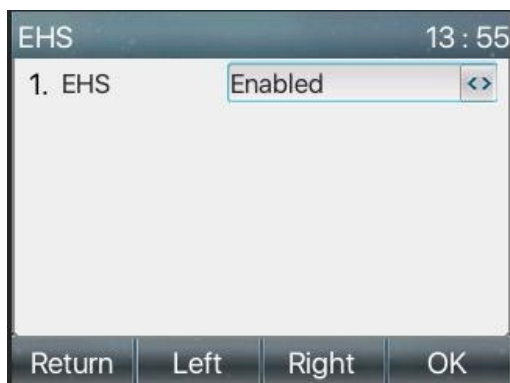 EHS 13 : 55
1. EHS Enabled <>
Return Left Right OK